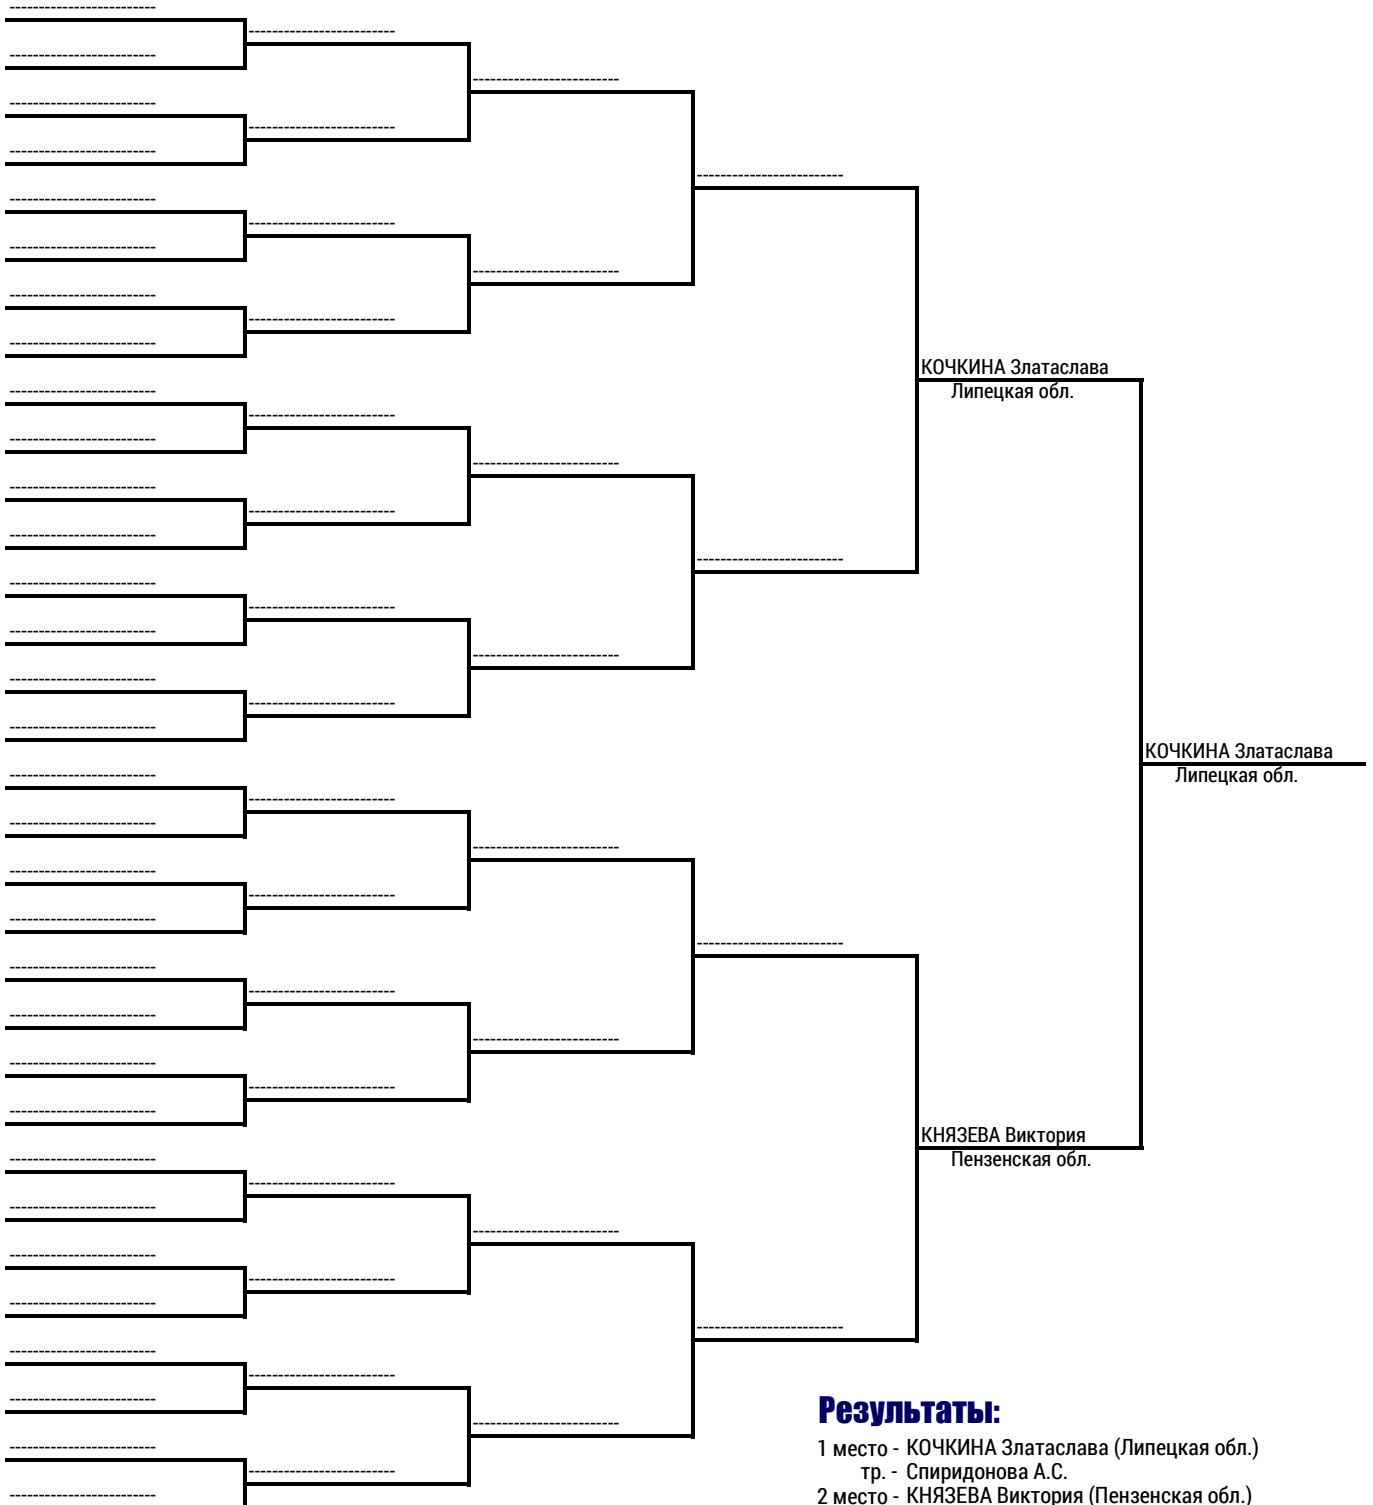 КОЧКИНА Златаслава
Липецкая обл.
КОЧКИНА Златаслава
Липецкая обл.
КНЯЗЕВА Виктория
Пензенская обл.
Результаты:
1 место - КОЧКИНА Златаслава (Липецкая обл.)
тр. - Спиридонова А.С.
2 место - КНЯЗЕВА Виктория (Пензенская обл.)